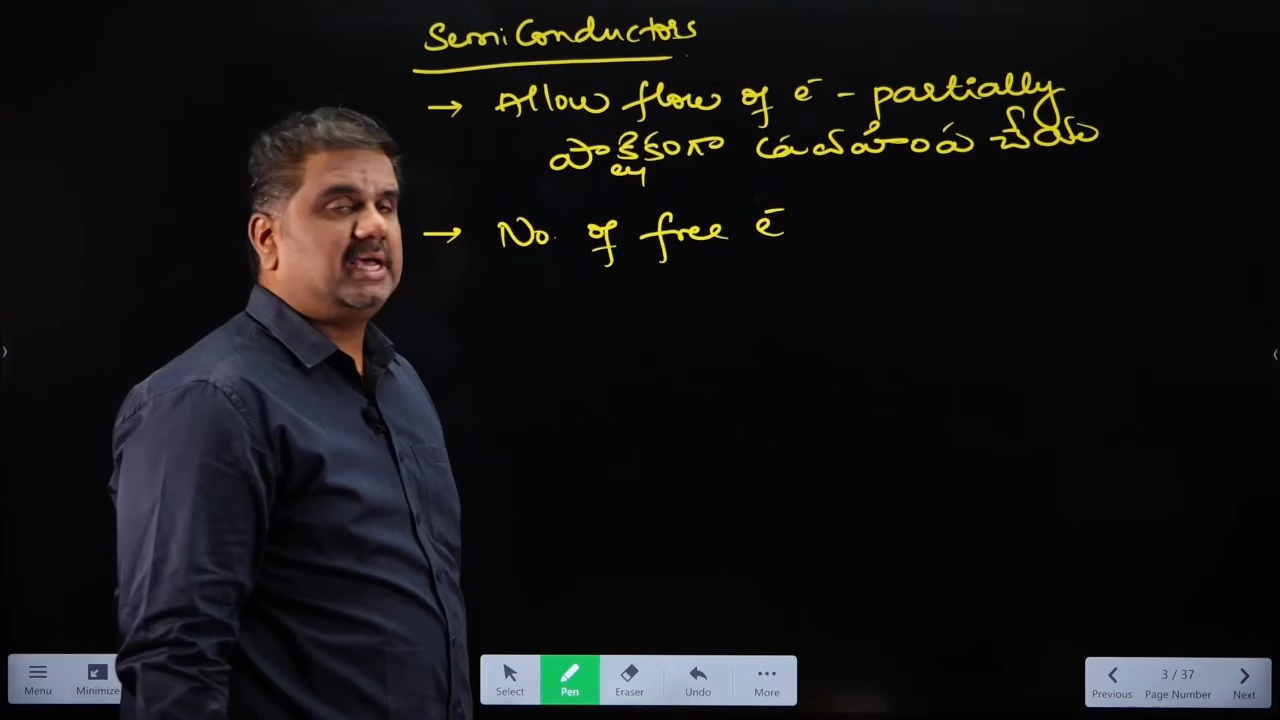 Semi Conductors
→ Allow flow of e⁻ - partially
పాక్షికంగా
→ No. of free e⁻
Menu Minimize Select Pen Eraser Undo More Previous 3 / 37 Page Number Next